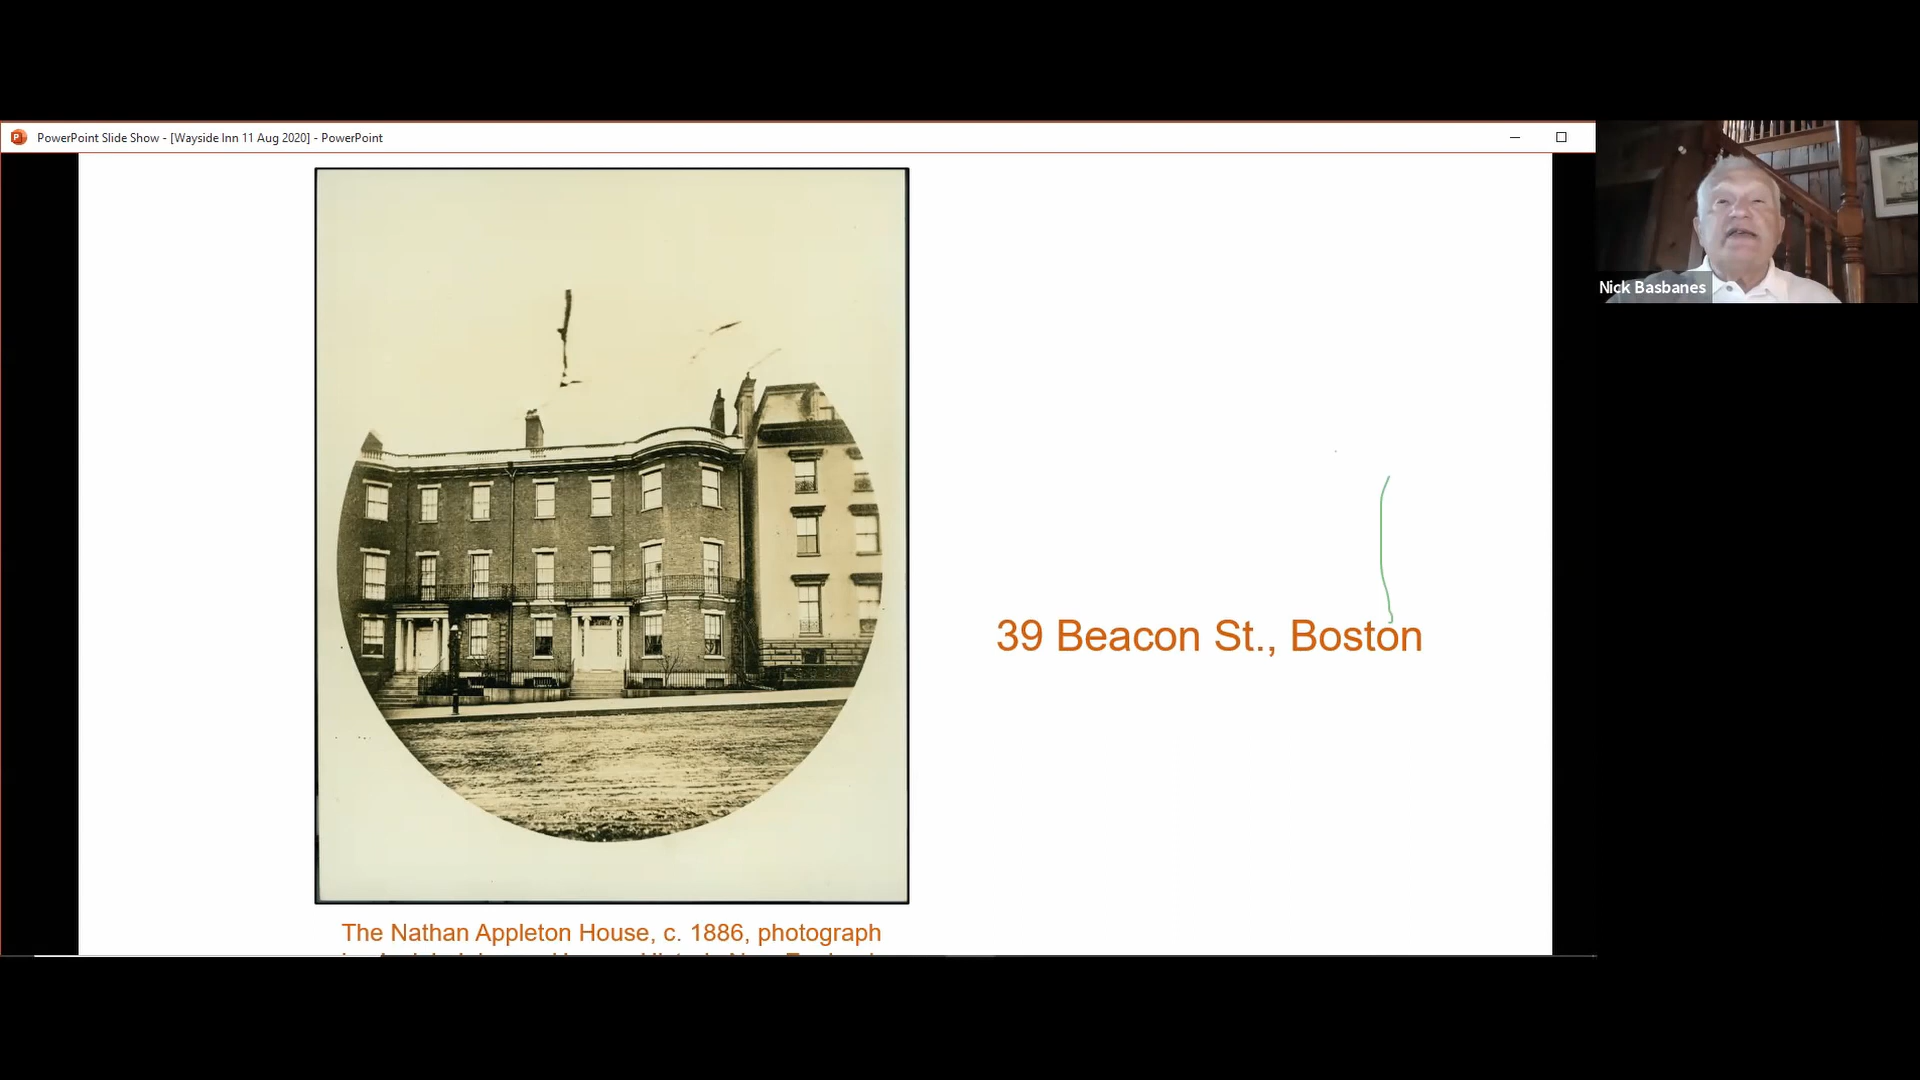 PowerPoint Slide Show - [Wayside Inn 11 Aug 2020] - PowerPoint
Nick Basbanes
39 Beacon St., Boston
The Nathan Appleton House, c. 1886, photograph